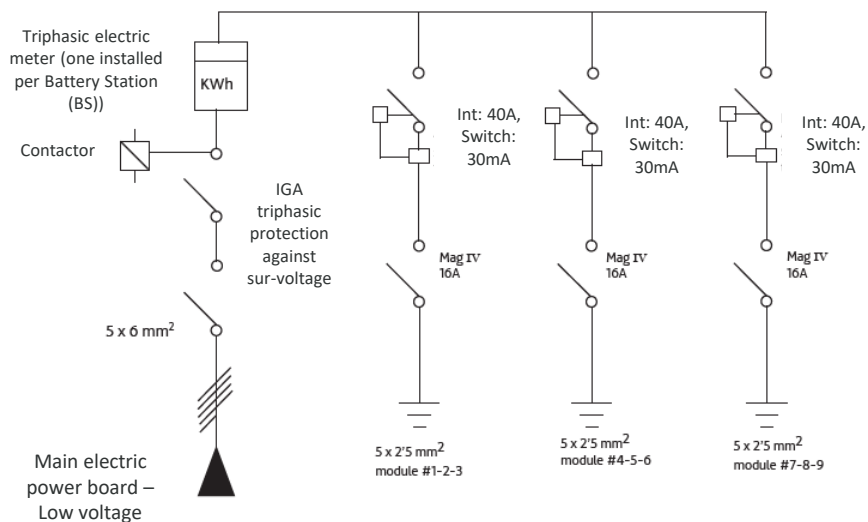 Triphasic electric
meter (one installed
per Battery Station
(BS))
KWh
Contactor
IGA
triphasic
protection
against
sur-voltage
5 x 6 mm²
Main electric
power board –
Low voltage
Int: 40A,
Switch:
30mA
Mag IV
16A
5 x 2'5 mm²
module #1-2-3
Int: 40A,
Switch:
30mA
Mag IV
16A
5 x 2'5 mm²
module #4-5-6
Int: 40A,
Switch:
30mA
Mag IV
16A
5 x 2'5 mm²
module #7-8-9